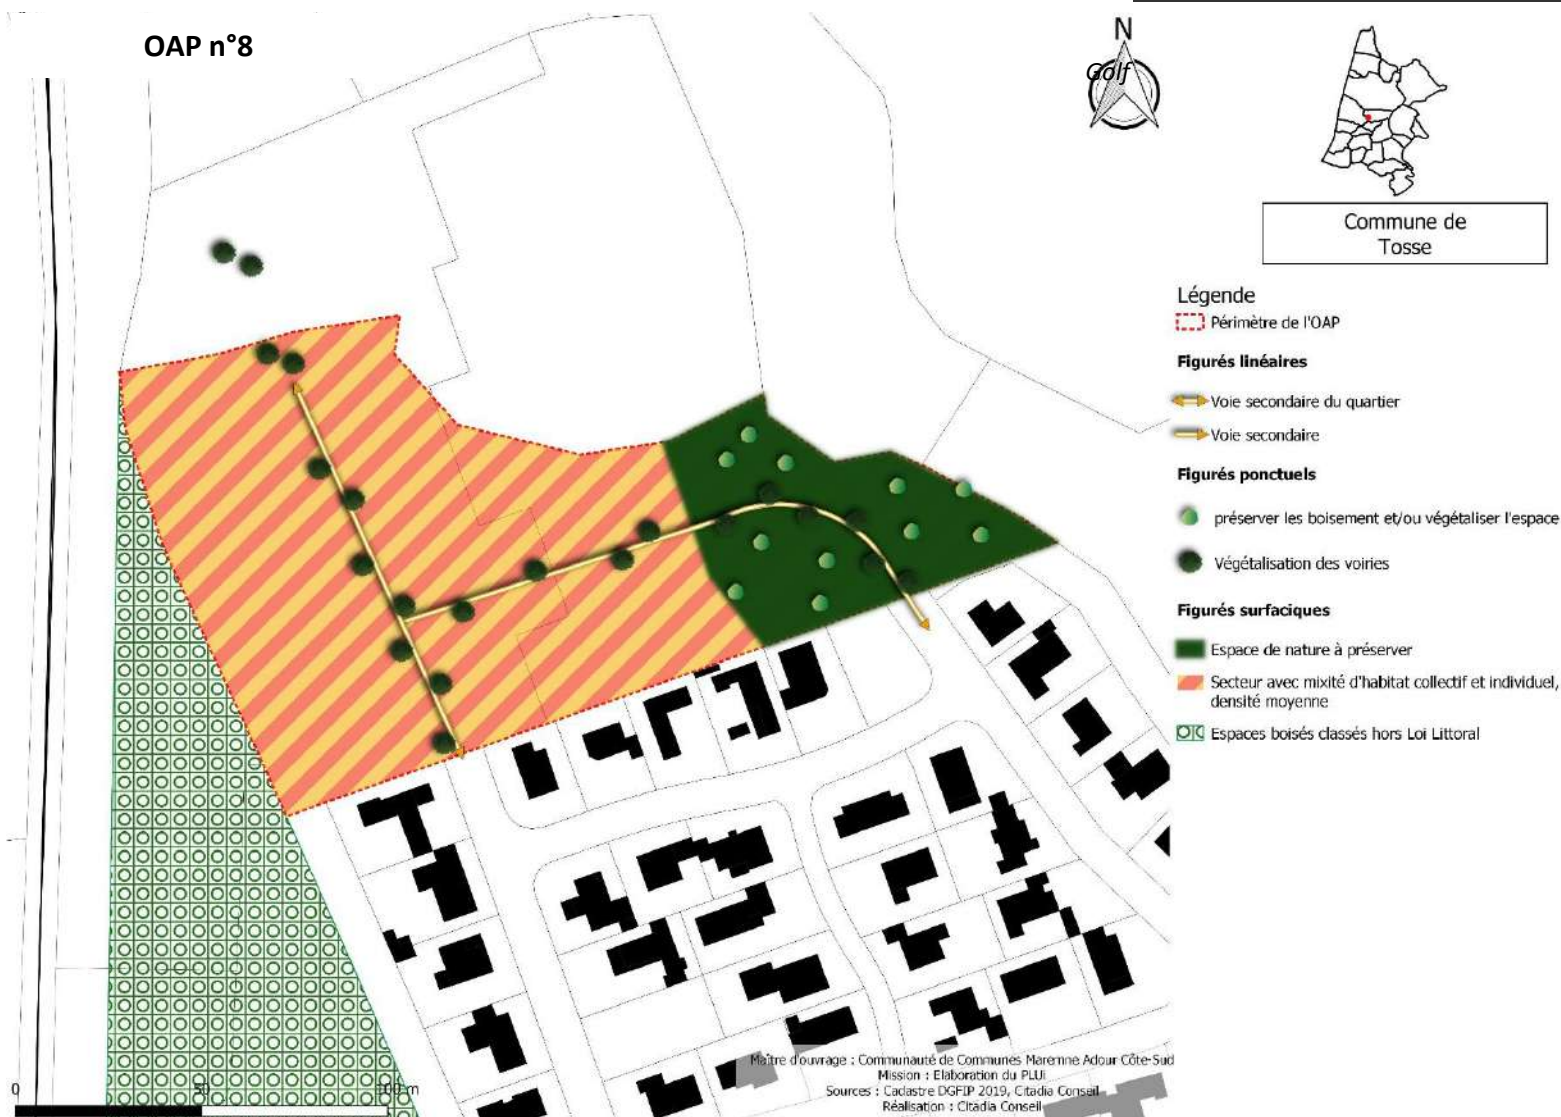 OAP n°8
N
Golf
Commune de
Tosse
Légende
Périmètre de l'OAP
Figurés linéaires
Voie secondaire du quartier
Voie secondaire
Figurés ponctuels
préserver les boisement et/ou végétaliser l'espace
Végétalisation des voiries
Figurés surfaciques
Espace de nature à préserver
Secteur avec mixité d'habitat collectif et individuel,
densité moyenne
Espaces boisés classés hors Loi Littoral
Maître d'ouvrage : Communauté de Communes Maremne Adour Côte-Sud
Mission : Elaboration du PLUi
Sources : Cadastre DGFIP 2019, Citadia Conseil
Réalisation : Citadia Conseil
0 50 100 m